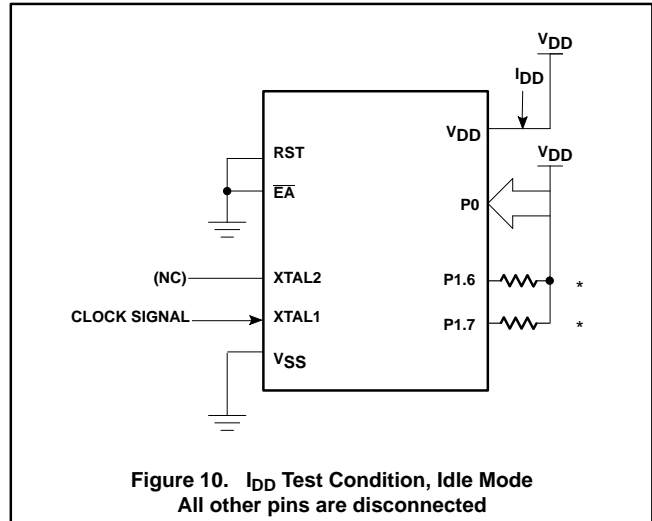 VDD
IDD
VDD
VDD
RST
EA
P0
(NC)
XTAL2
P1.6
*
CLOCK SIGNAL
XTAL1
P1.7
*
VSS
Figure 10. IDD Test Condition, Idle Mode
All other pins are disconnected